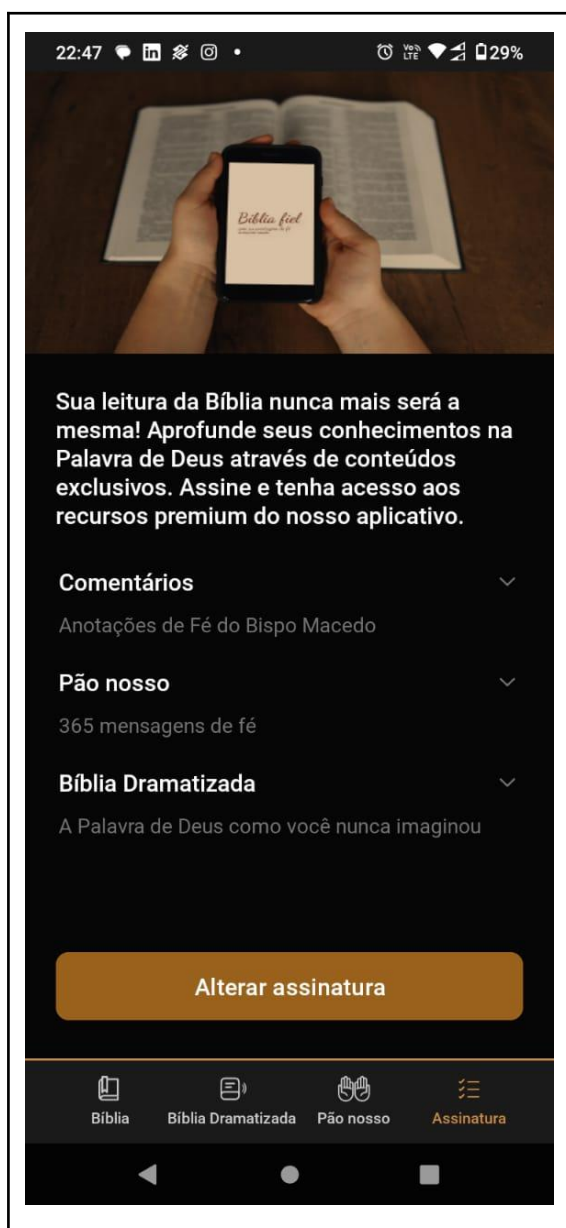 22:47
in
Vo))
LTE
29%
Bíblia fiel
Sua leitura da Bíblia nunca mais será a
mesma! Aprofunde seus conhecimentos na
Palavra de Deus através de conteúdos
exclusivos. Assine e tenha acesso aos
recursos premium do nosso aplicativo.
Comentários
Anotações de Fé do Bispo Macedo
Pão nosso
365 mensagens de fé
Bíblia Dramatizada
A Palavra de Deus como você nunca imaginou
Alterar assinatura
Bíblia
Bíblia Dramatizada
Pão nosso
Assinatura